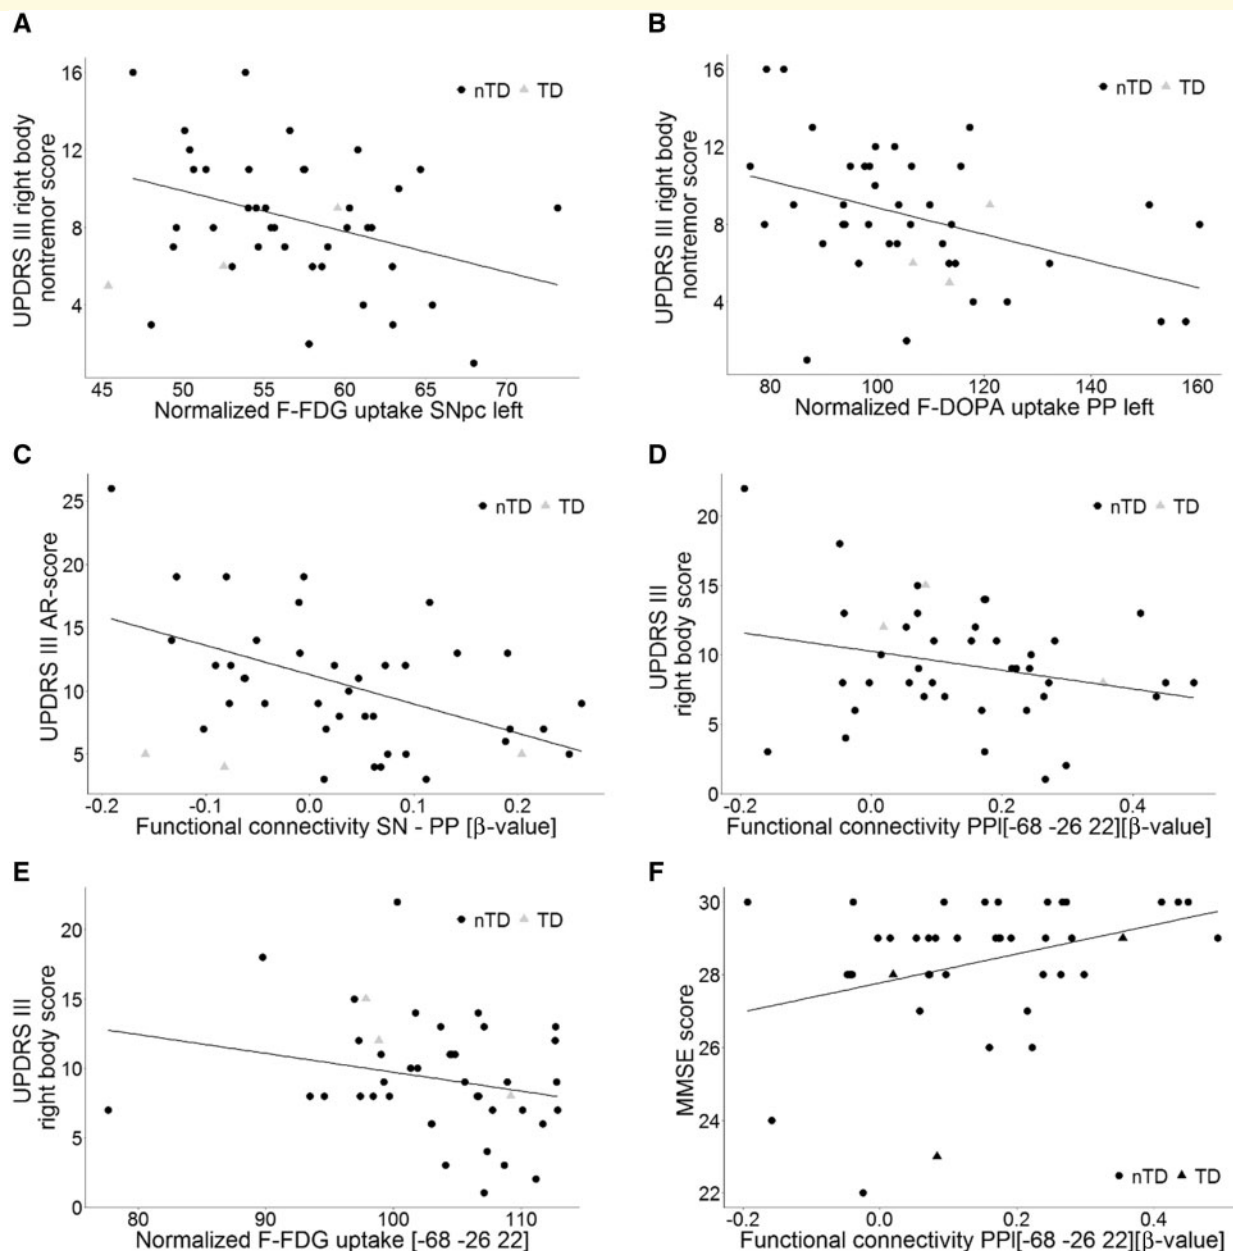 A
UPDRS III right body
nontremor score
16
12
8
4
nTD TD
45 50 55 60 65 70
Normalized F-FDG uptake SNpc left
B
UPDRS III right body
nontremor score
16
12
8
4
nTD TD
80 100 120 140 160
Normalized F-DOPA uptake PP left
C
UPDRS III AR-score
25
20
15
10
5
nTD TD
-0.2 -0.1 0.0 0.1 0.2
Functional connectivity SN - PP [β-value]
D
UPDRS III
right body score
20
15
10
5
0
nTD TD
-0.2 0.0 0.2 0.4
Functional connectivity PPl[-68 -26 22][β-value]
E
UPDRS III
right body score
20
15
10
5
0
nTD TD
80 90 100 110
Normalized F-FDG uptake [-68 -26 22]
F
MMSE score
30
28
26
24
22
nTD TD
-0.2 0.0 0.2 0.4
Functional connectivity PPl[-68 -26 22][β-value]